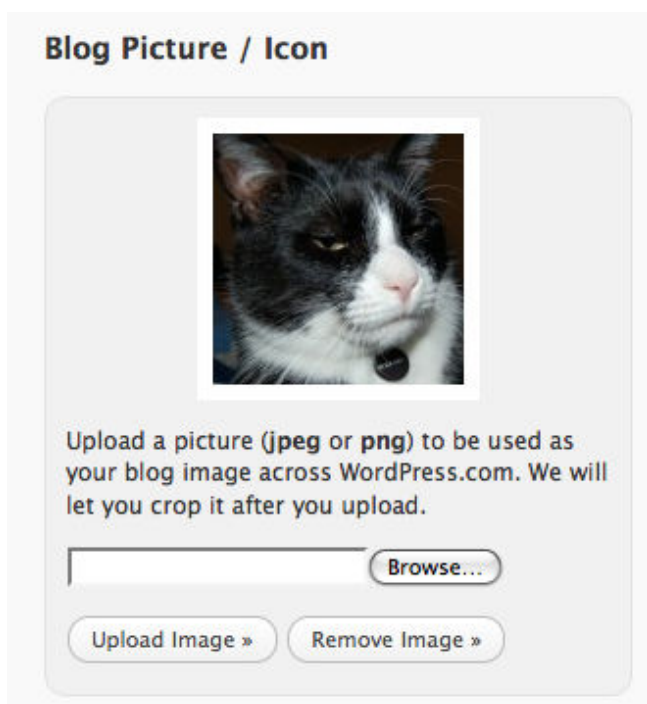 Blog Picture / Icon
Upload a picture (jpeg or png) to be used as
your blog image across WordPress.com. We will
let you crop it after you upload.
Browse...
Upload Image »
Remove Image »